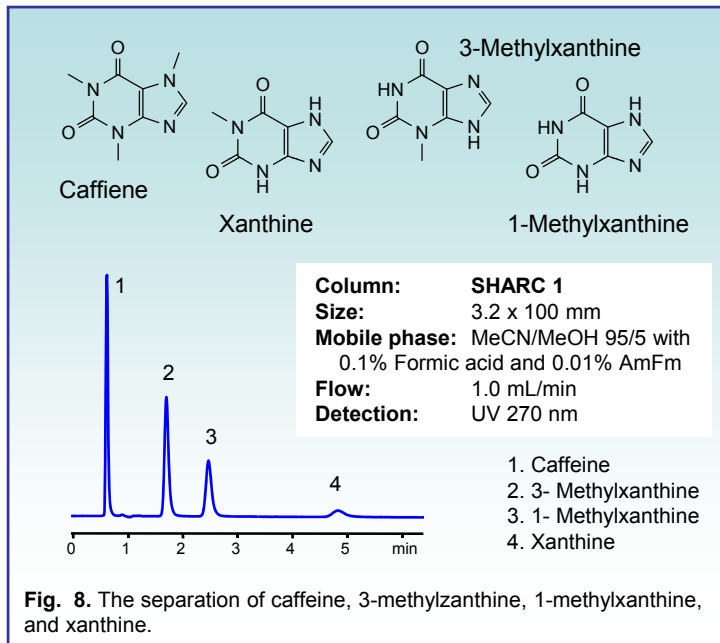 3-Methylxanthine
O
N
N
O
N
N
Caffiene
O
H
N
N
O
N
H
N
Xanthine
O
NH
N
O
N
N
H
O
H
NH
N
O
N
H
N
1-Methylxanthine
1
2
3
4
Column: SHARC 1
Size: 3.2 x 100 mm
Mobile phase: MeCN/MeOH 95/5 with
0.1% Formic acid and 0.01% AmFm
Flow: 1.0 mL/min
Detection: UV 270 nm
1. Caffeine
2. 3- Methylxanthine
3. 1- Methylxanthine
4. Xanthine
0 1 2 3 4 5 min
Fig. 8. The separation of caffeine, 3-methylzanthine, 1-methylxanthine,
and xanthine.